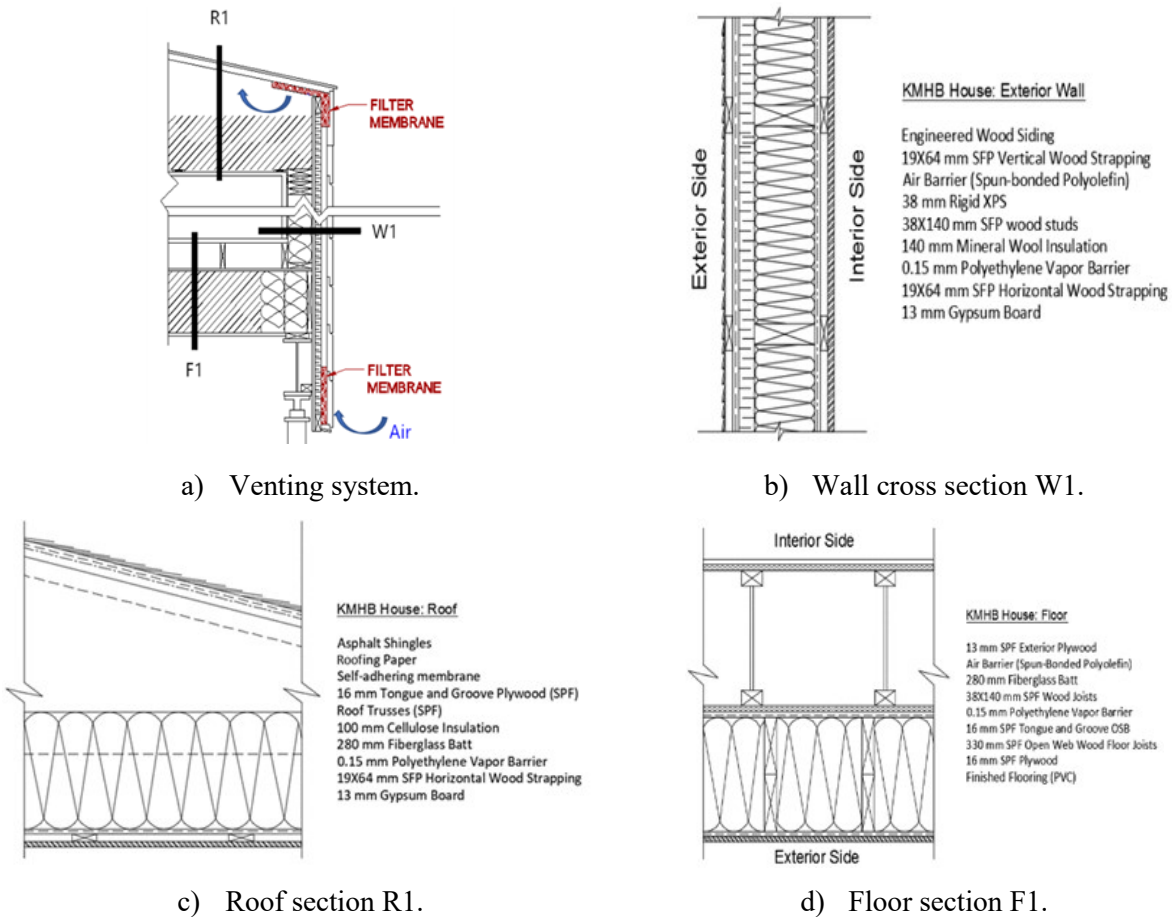 R1
FILTER
MEMBRANE
W1
F1
FILTER
MEMBRANE
Air
a) Venting system.
Exterior Side
Interior Side
KMHB House: Exterior Wall
Engineered Wood Siding
19X64 mm SFP Vertical Wood Strapping
Air Barrier (Spun-bonded Polyolefin)
38 mm Rigid XPS
38X140 mm SFP wood studs
140 mm Mineral Wool Insulation
0.15 mm Polyethylene Vapor Barrier
19X64 mm SFP Horizontal Wood Strapping
13 mm Gypsum Board
b) Wall cross section W1.
KMHB House: Roof
Asphalt Shingles
Roofing Paper
Self-adhering membrane
16 mm Tongue and Groove Plywood (SPF)
Roof Trusses (SPF)
100 mm Cellulose Insulation
280 mm Fiberglass Batt
0.15 mm Polyethylene Vapor Barrier
19X64 mm SFP Horizontal Wood Strapping
13 mm Gypsum Board
c) Roof section R1.
Interior Side
Exterior Side
KMHB House: Floor
13 mm SPF Exterior Plywood
Air Barrier (Spun-Bonded Polyolefin)
280 mm Fiberglass Batt
38X140 mm SPF Wood Joists
0.15 mm Polyethylene Vapor Barrier
16 mm SPF Tongue and Groove OSB
330 mm SPF Open Web Wood Floor Joists
16 mm SPF Plywood
Finished Flooring (PVC)
d) Floor section F1.